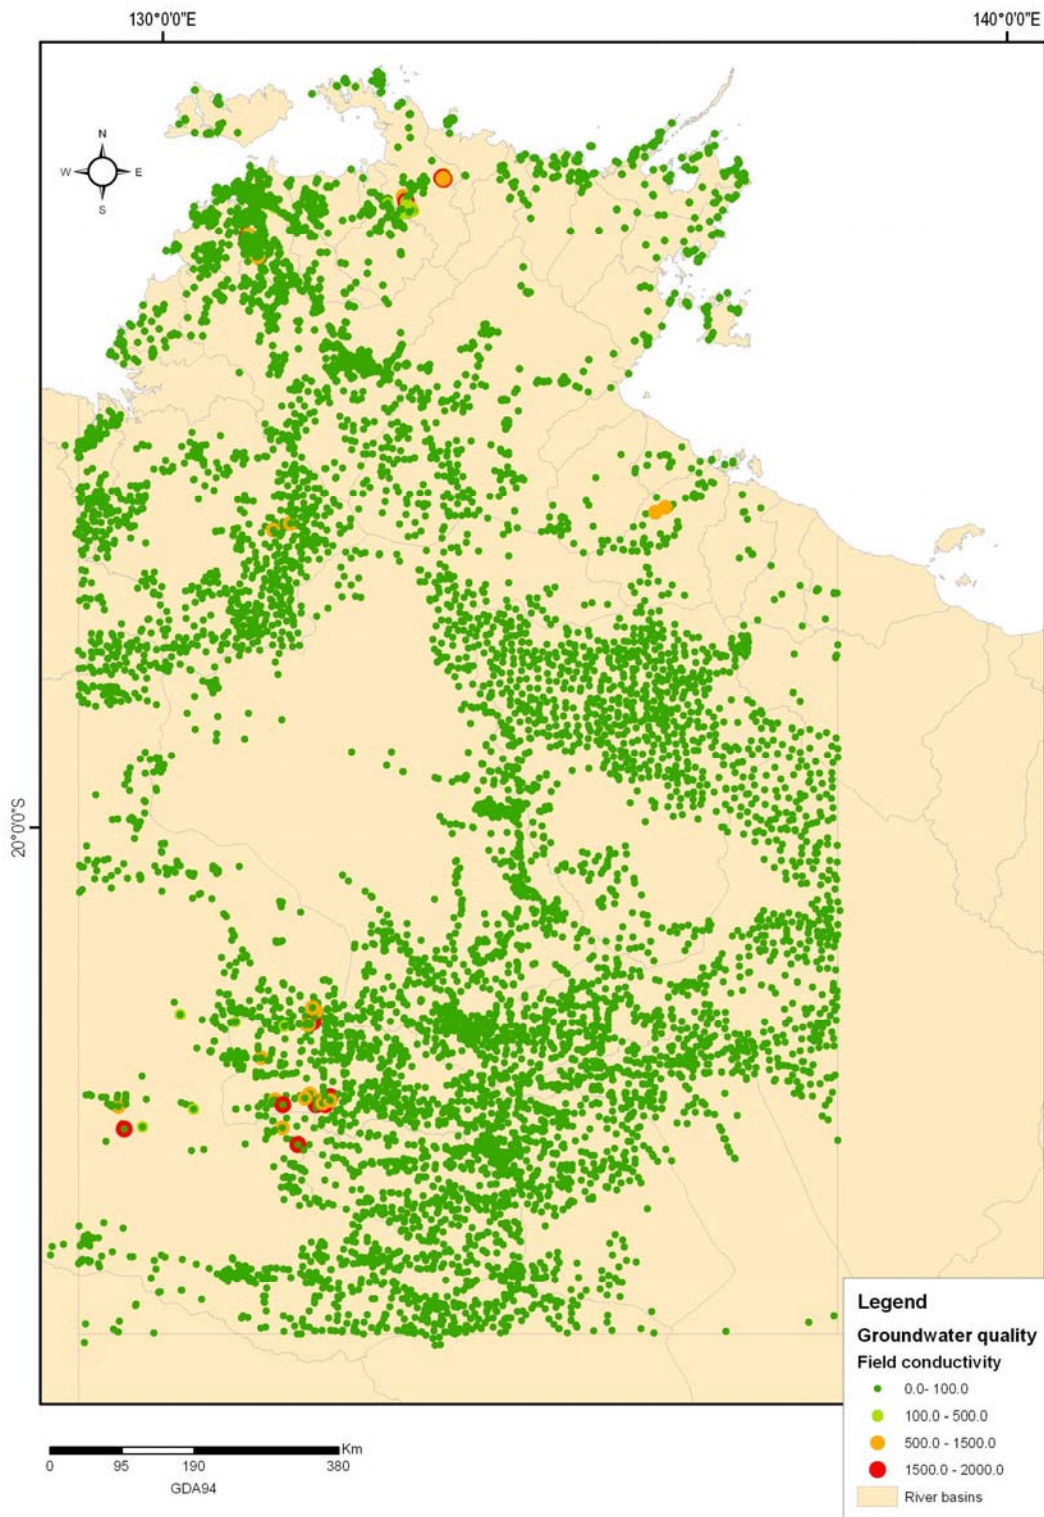 130°0'0"E
140°0'0"E
N
W E
S
20°0'0"S
Legend
Groundwater quality
Field conductivity
0.0- 100.0
100.0 - 500.0
500.0 - 1500.0
1500.0 - 2000.0
River basins
Km
0 95 190 380
GDA94